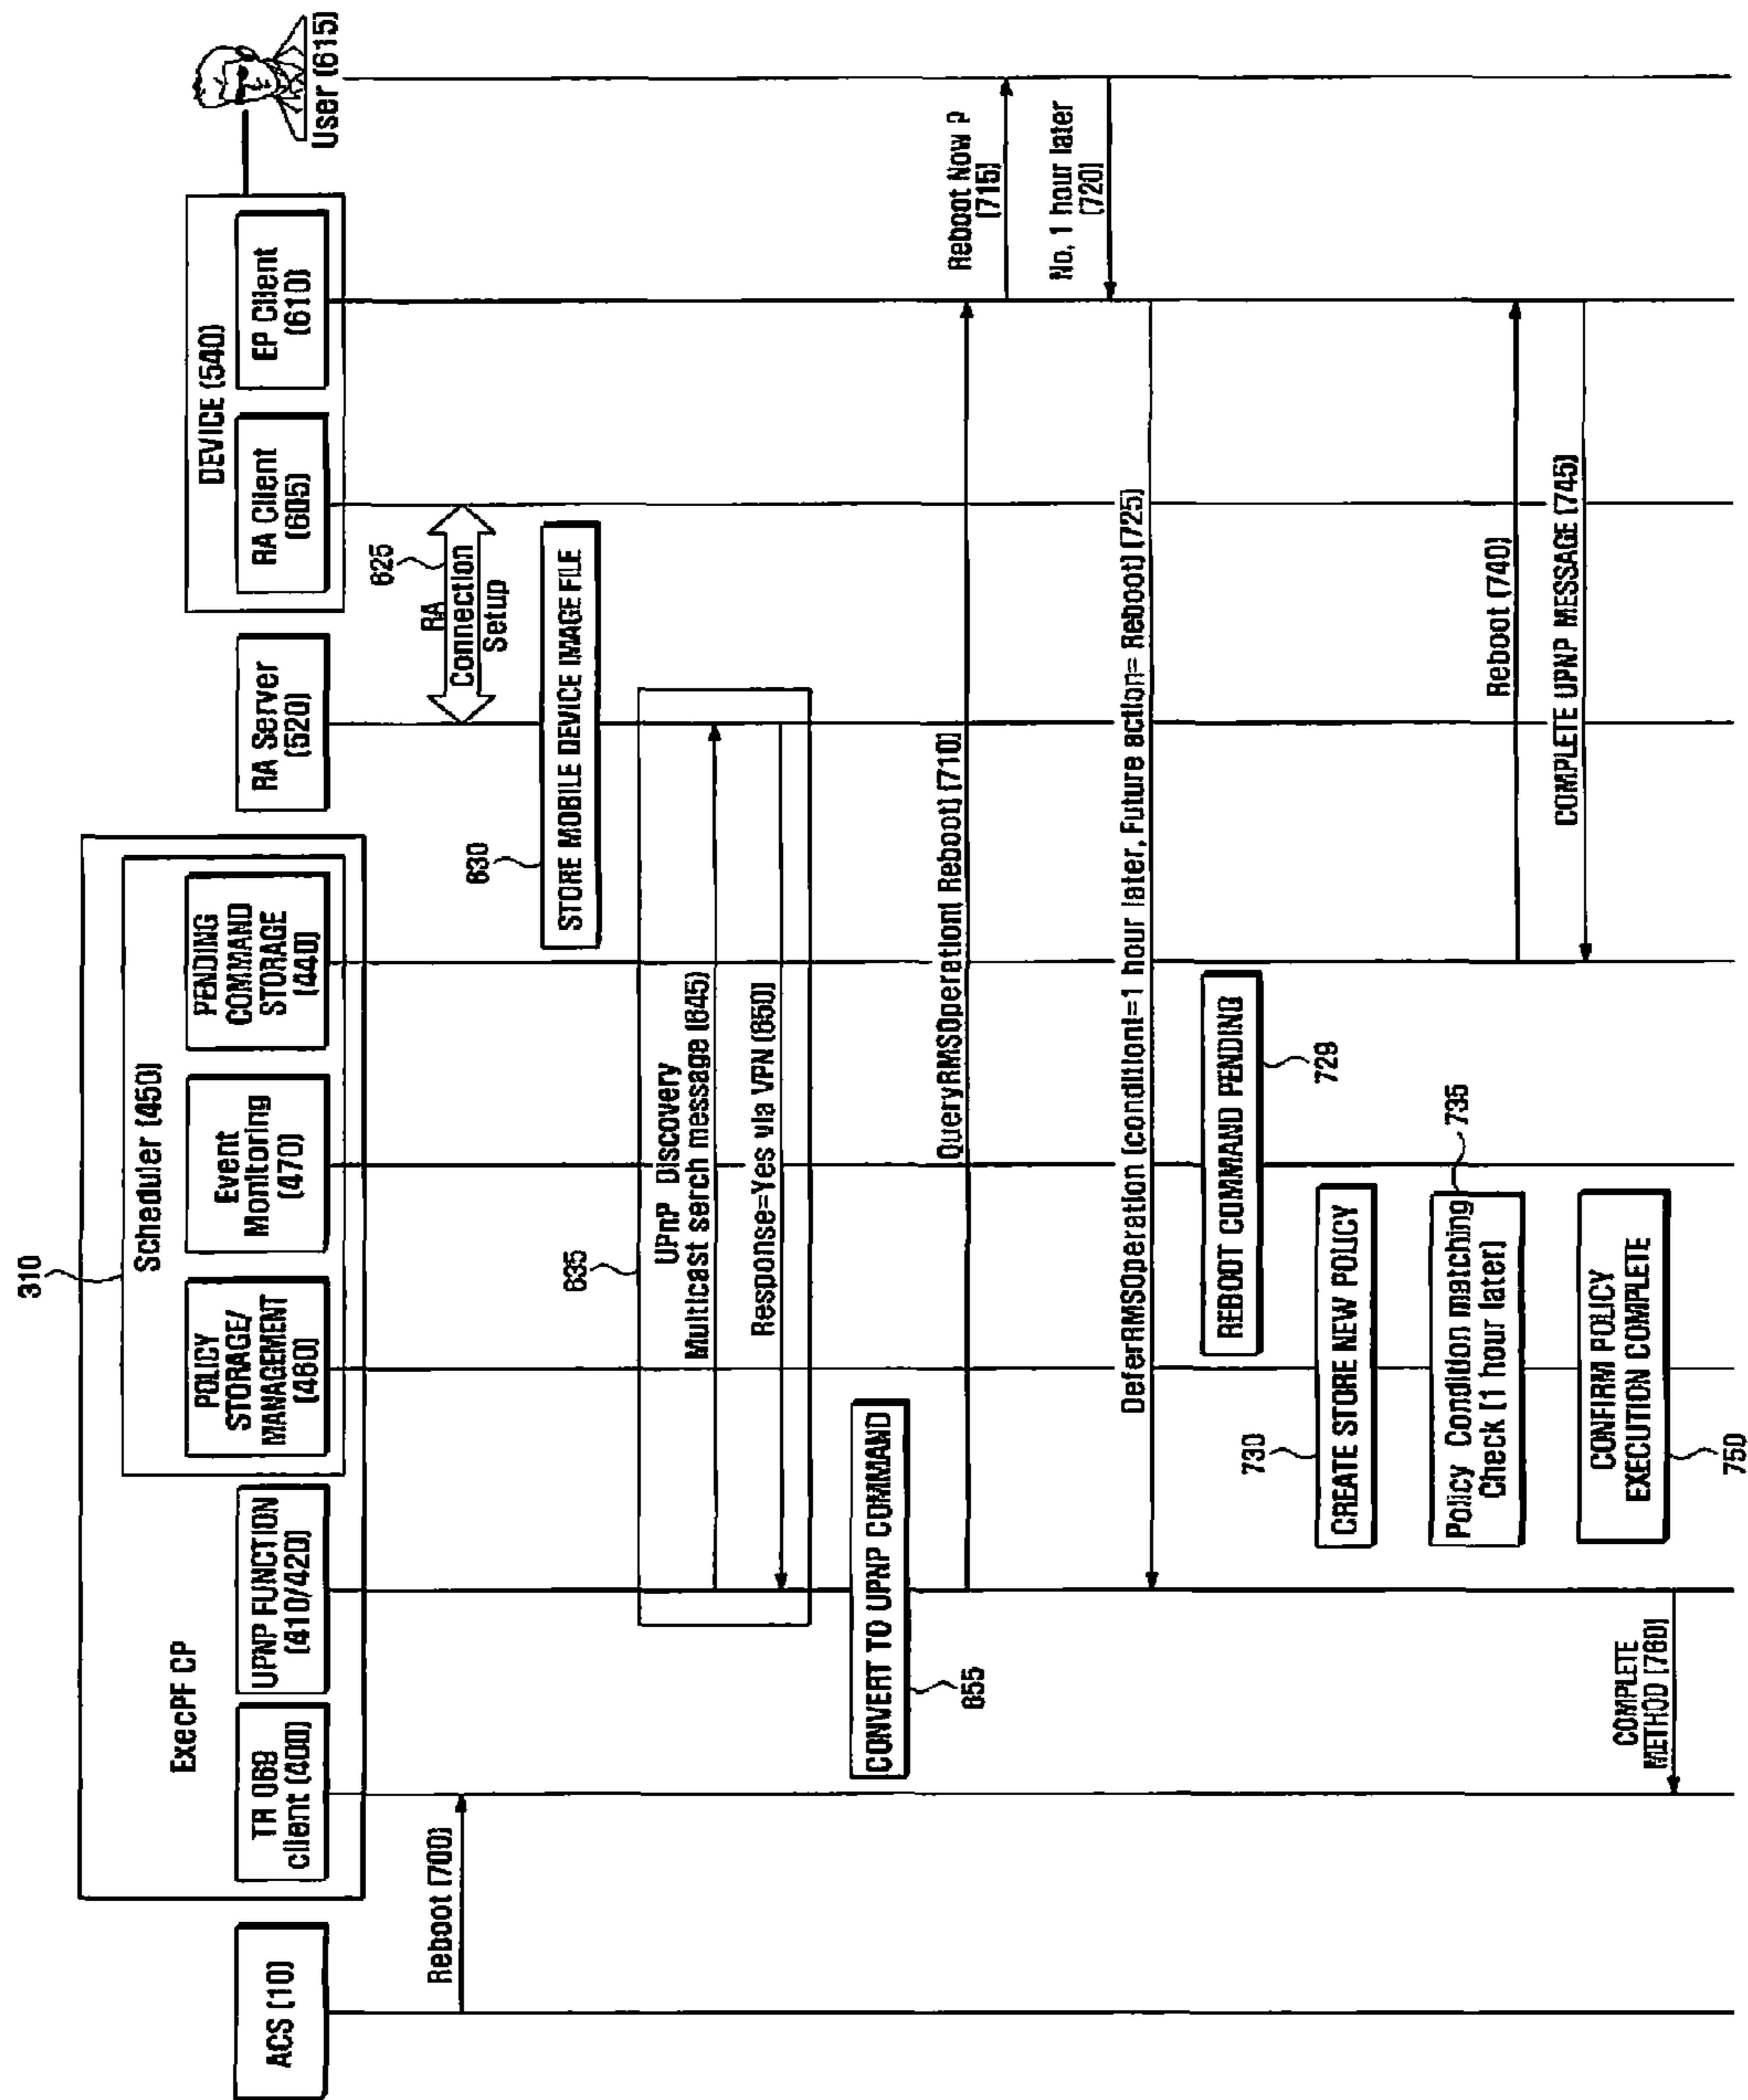 310
ExecPF CP
Scheduler (450)
DEVICE (540)
ACS (10)
TR 069
client (400)
UPNP FUNCTION
(410/420)
POLICY
STORAGE/
MANAGEMENT
(460)
Event
Monitoring
(470)
PENDING
COMMAND
STORAGE
(440)
RA Server
(520)
RA Client
(605)
EP Client
(610)
User (615)
Reboot (700)
625
RA
Connection
Setup
630
STORE MOBILE DEVICE IMAGE FILE
635
UPnP Discovery
Multicast serch message (645)
Response=Yes via VPN (650)
CONVERT TO UPNP COMMAND
655
QueryRMSOperation( Reboot) (710)
Reboot Now ?
(715)
No, 1 hour later
(720)
DeferRMSOperation (condition!=1 hour later, Future action= Reboot) (725)
REBOOT COMMAND PENDING
729
730
CREATE STORE NEW POLICY
735
Policy Condition matching
Check (1 hour later)
Reboot (740)
COMPLETE UPNP MESSAGE (745)
CONFIRM POLICY
EXECUTION COMPLETE
750
COMPLETE
METHOD (760)